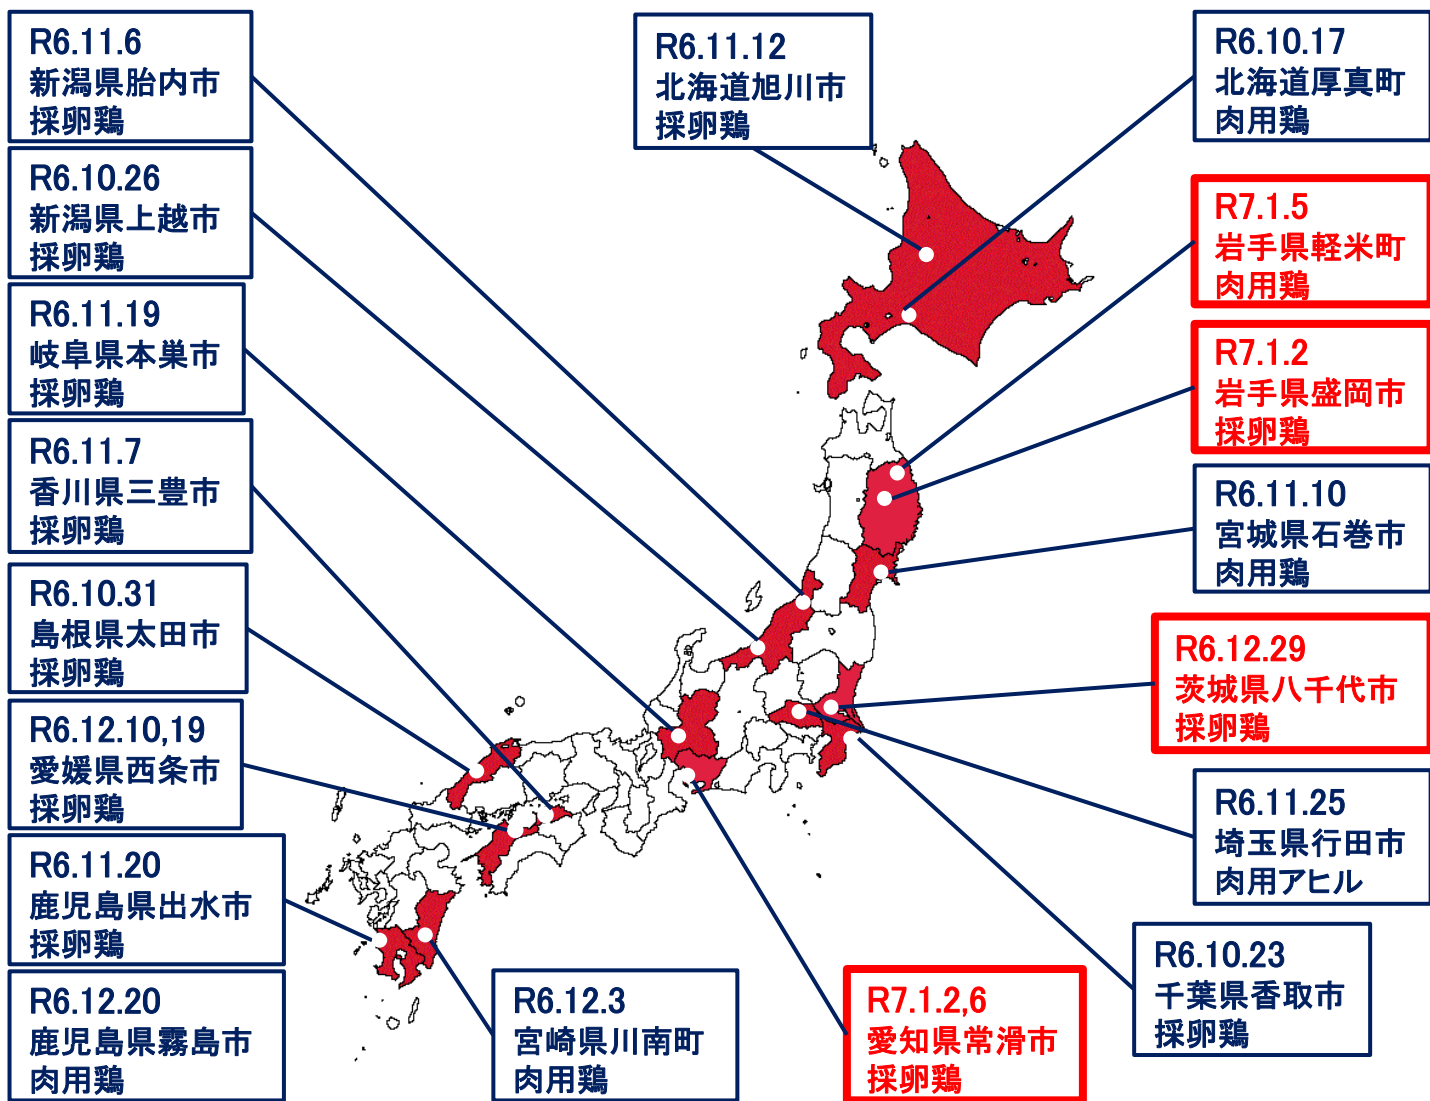 R6.11.6
新潟県胎内市
採卵鶏
R6.10.26
新潟県上越市
採卵鶏
R6.11.19
岐阜県本巣市
採卵鶏
R6.11.7
香川県三豊市
採卵鶏
R6.10.31
島根県太田市
採卵鶏
R6.12.10,19
愛媛県西条市
採卵鶏
R6.11.20
鹿児島県出水市
採卵鶏
R6.12.20
鹿児島県霧島市
肉用鶏
R6.11.12
北海道旭川市
採卵鶏
R6.10.17
北海道厚真町
肉用鶏
R7.1.5
岩手県軽米町
肉用鶏
R7.1.2
岩手県盛岡市
採卵鶏
R6.11.10
宮城県石巻市
肉用鶏
R6.12.29
茨城県八千代市
採卵鶏
R6.11.25
埼玉県行田市
肉用アヒル
R6.10.23
千葉県香取市
採卵鶏
R7.1.2,6
愛知県常滑市
採卵鶏
R6.12.3
宮崎県川南町
肉用鶏